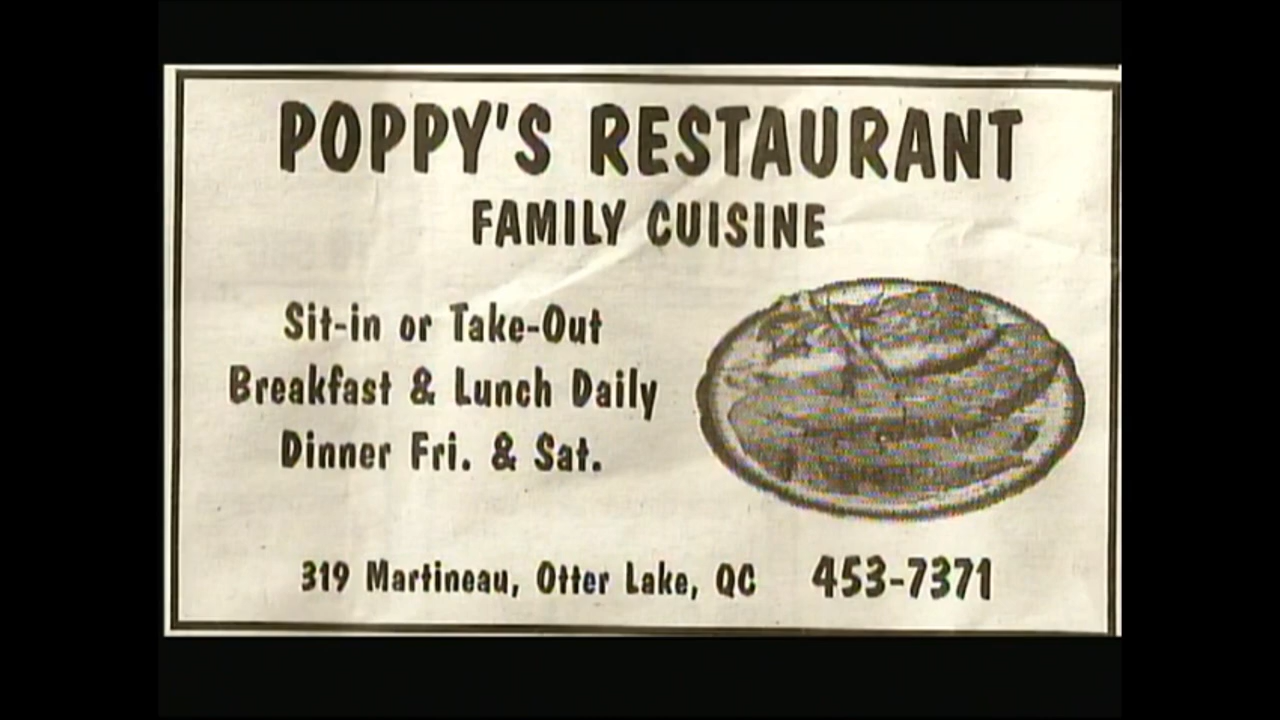 POPPY'S RESTAURANT
FAMILY CUISINE
Sit-in or Take-Out
Breakfast & Lunch Daily
Dinner Fri. & Sat.
319 Martineau, Otter Lake, QC 453-7371